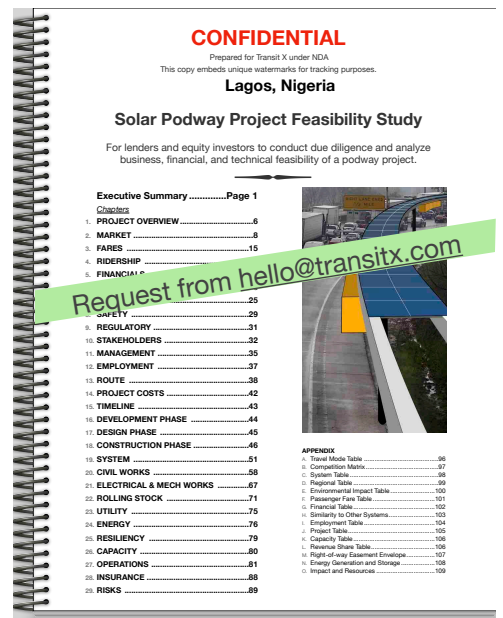 CONFIDENTIAL
Prepared for Transit X under NDA
This copy embeds unique watermarks for tracking purposes.
Lagos, Nigeria
Solar Podway Project Feasibility Study
For lenders and equity investors to conduct due diligence and analyze
business, financial, and technical feasibility of a podway project.
Executive Summary.............Page 1
Chapters
1. PROJECT OVERVIEW...................................6
2. MARKET..........................................................8
3. FARES ...........................................................15
4. RIDERSHIP
5. FINANCIALS
Request from hello@transitx.com
25
8. SAFETY ..........................................................29
9. REGULATORY ................................................31
10. STAKEHOLDERS ...........................................32
11. MANAGEMENT ..............................................35
12. EMPLOYMENT ...............................................37
13. ROUTE ...........................................................38
14. PROJECT COSTS ..........................................42
15. TIMELINE .......................................................43
16. DEVELOPMENT PHASE ...............................44
17. DESIGN PHASE .............................................45
18. CONSTRUCTION PHASE ..............................46
19. SYSTEM .........................................................51
20. CIVIL WORKS ................................................58
21. ELECTRICAL & MECH WORKS ....................67
22. ROLLING STOCK ...........................................71
23. UTILITY ..........................................................75
24. ENERGY .........................................................76
25. RESILIENCY ...................................................79
26. CAPACITY ......................................................80
27. OPERATIONS .................................................81
28. INSURANCE ...................................................88
29. RISKS .............................................................89
APPENDIX
A. Travel Mode Table ..........................................96
B. Competition Matrix .........................................97
C. System Table ..................................................98
D. Regional Table ................................................99
E. Environmental Impact Table .........................100
F. Passenger Fare Table ....................................101
G. Financial Table ..............................................102
H. Similarity to Other Systems ..........................103
I. Employment Table .........................................104
J. Project Table ..................................................105
K. Capacity Table ...............................................106
L. Revenue Share Table .....................................106
M. Right-of-way Easement Envelope.................107
N. Energy Generation and Storage ....................108
O. Impact and Resources ..................................109